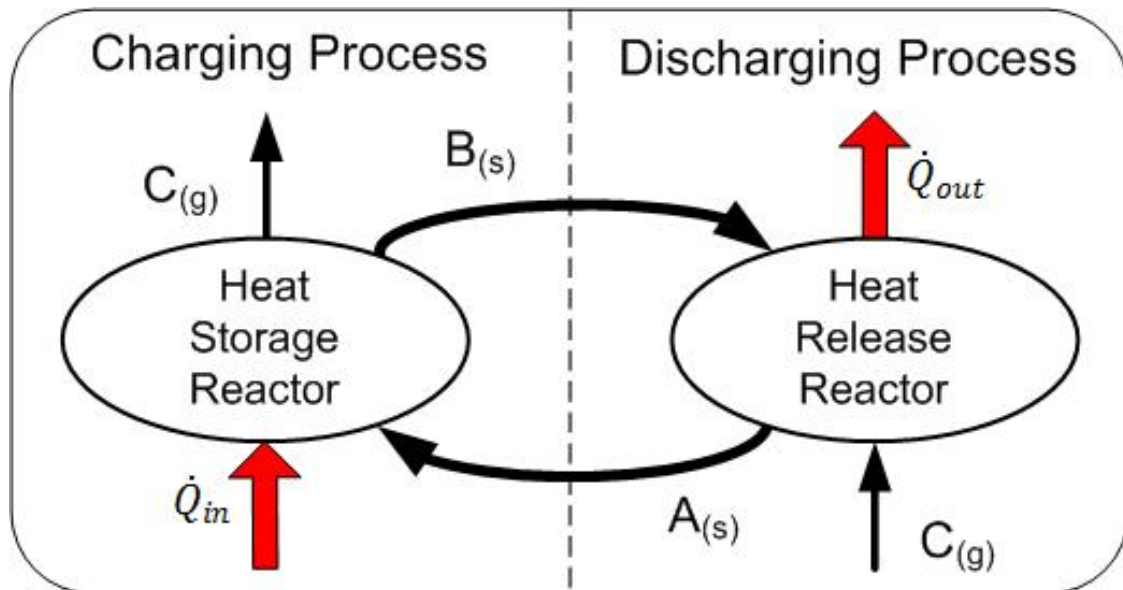 Charging Process
Discharging Process
B(s)
C(g)
Q̇out
Heat
Storage
Reactor
Heat
Release
Reactor
Q̇in
A(s)
C(g)